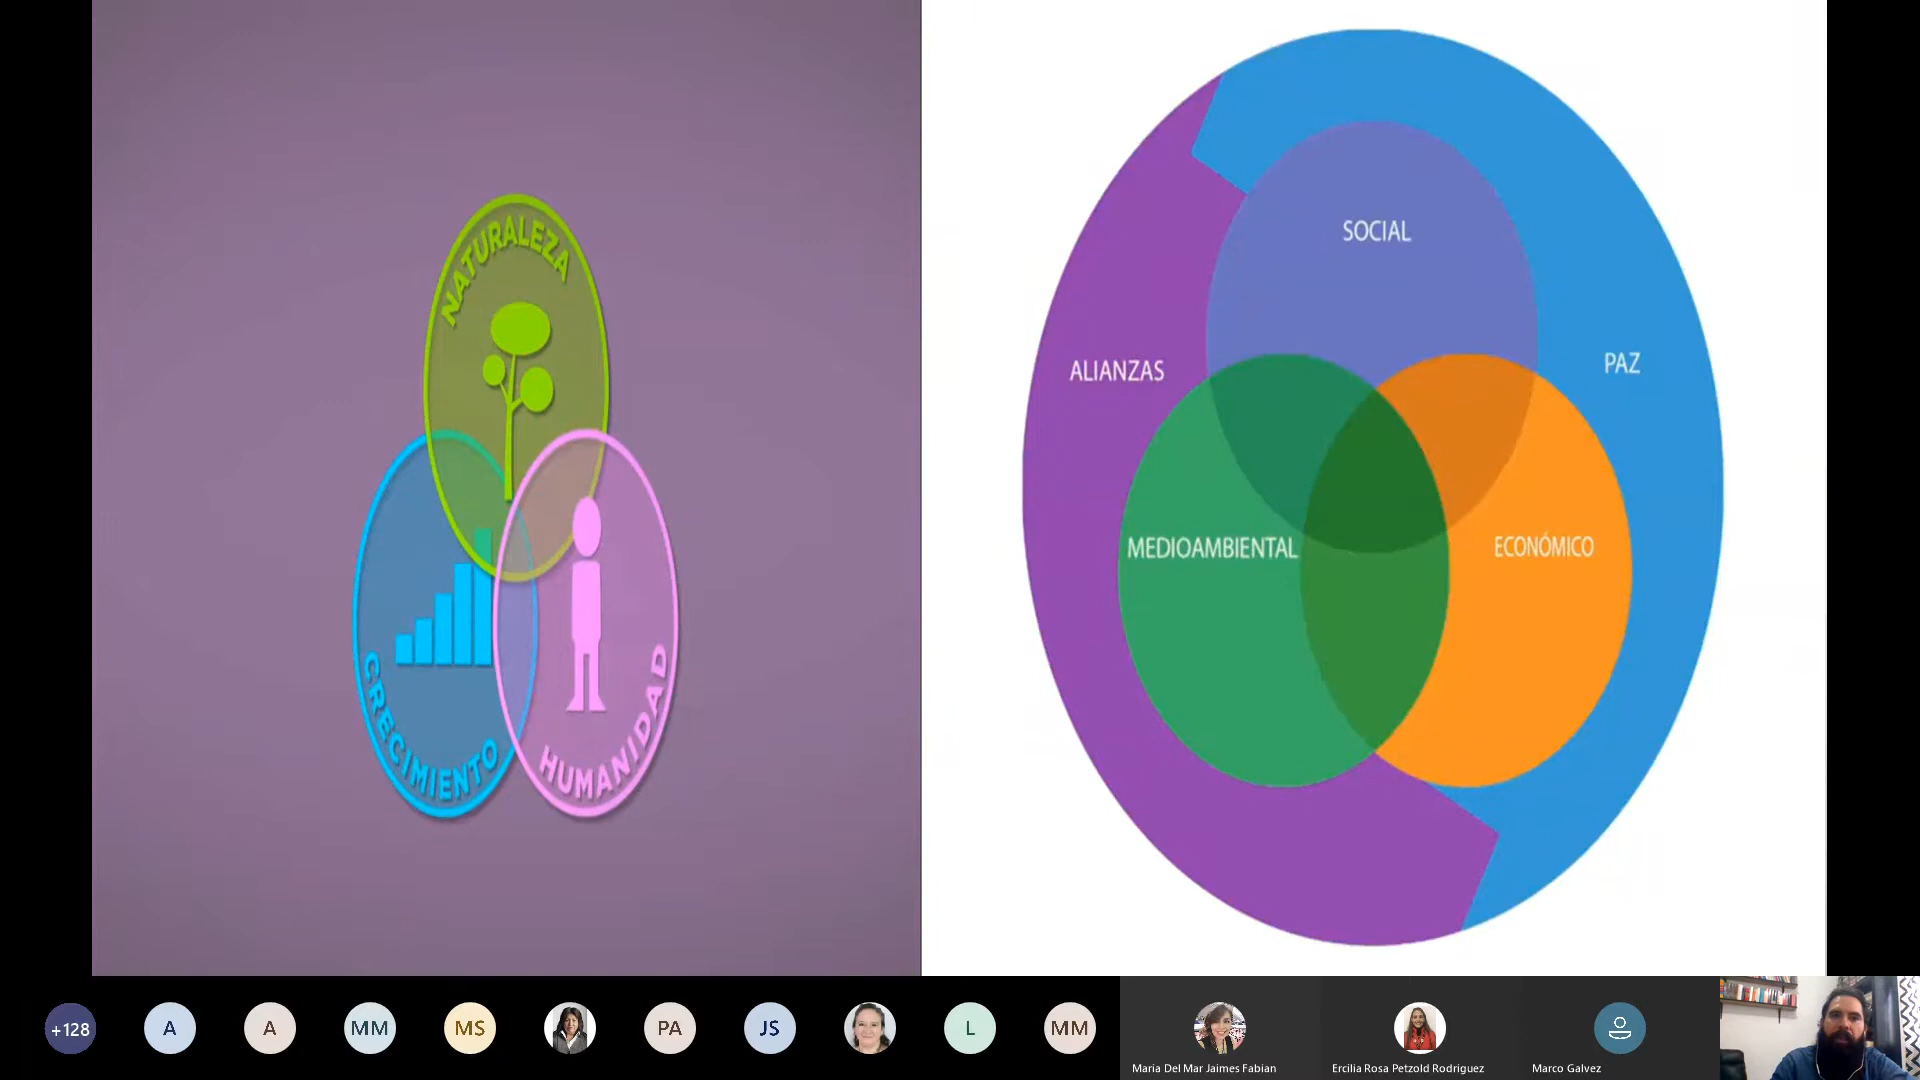 NATURALEZA
CRECIMIENTO
HUMANIDAD
SOCIAL
ALIANZAS
PAZ
MEDIOAMBIENTAL
ECONÓMICO
+128
A
A
MM
MS
PA
JS
L
MM
Maria Del Mar Jaimes Fabian
Ercilia Rosa Petzold Rodriguez
Marco Galvez